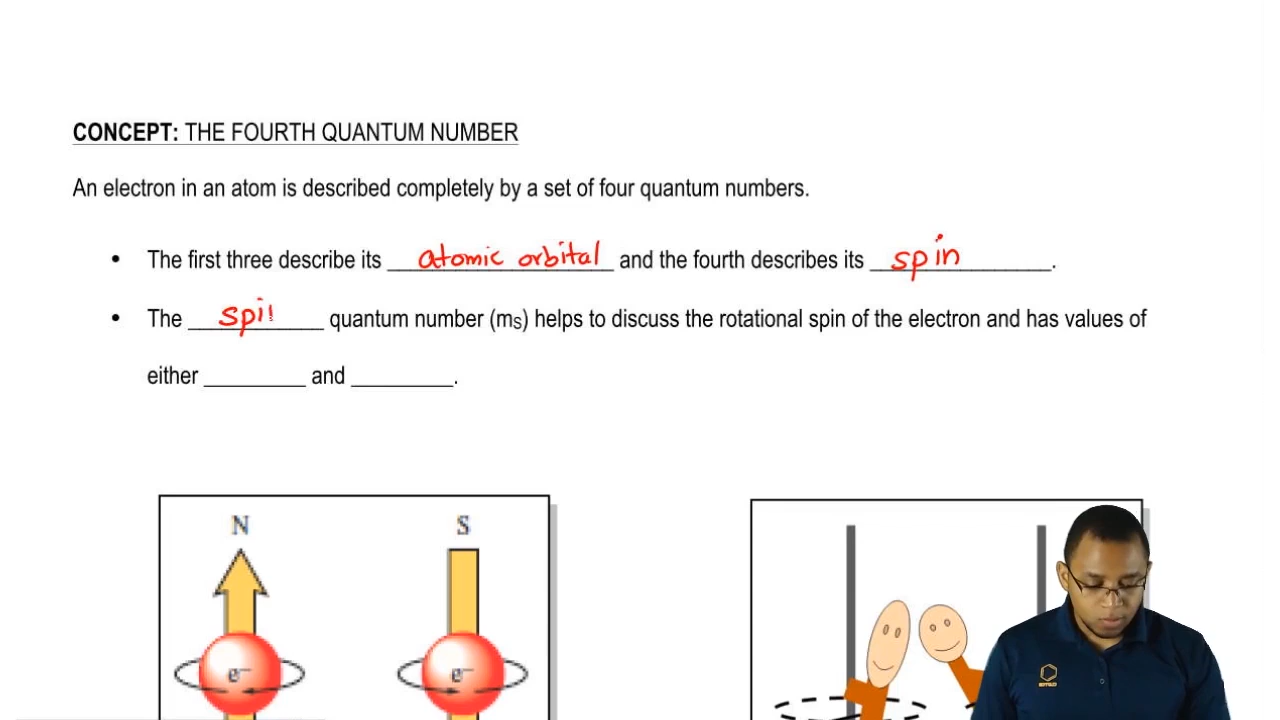 CONCEPT: THE FOURTH QUANTUM NUMBER
An electron in an atom is described completely by a set of four quantum numbers.
• The first three describe its atomic orbital and the fourth describes its spin.
• The spi quantum number (mS) helps to discuss the rotational spin of the electron and has values of
either __________ and __________.
N S
e⁻ e⁻